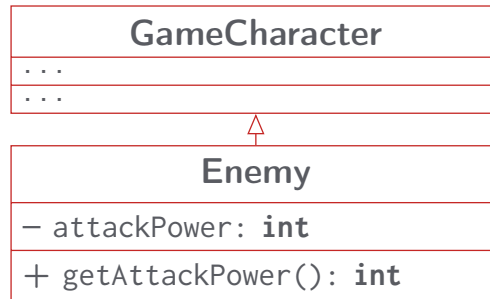 GameCharacter
...
...
Enemy
− attackPower: int
+ getAttackPower(): int